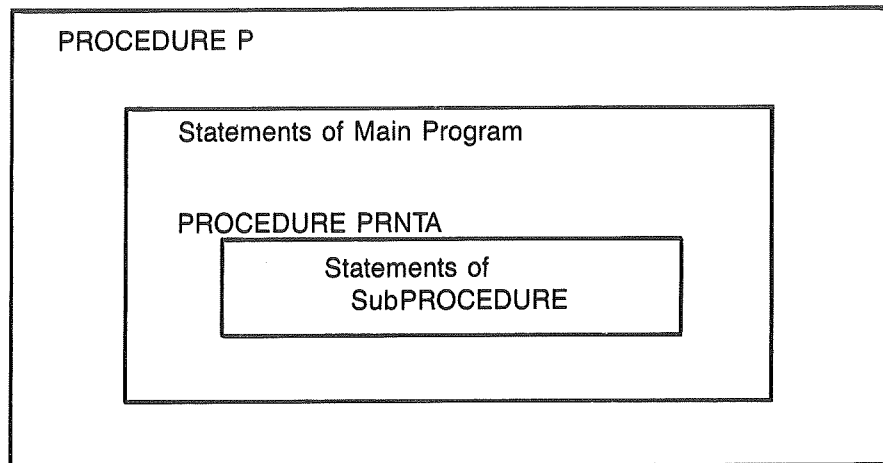 PROCEDURE P
Statements of Main Program
PROCEDURE PRNTA
Statements of
SubPROCEDURE